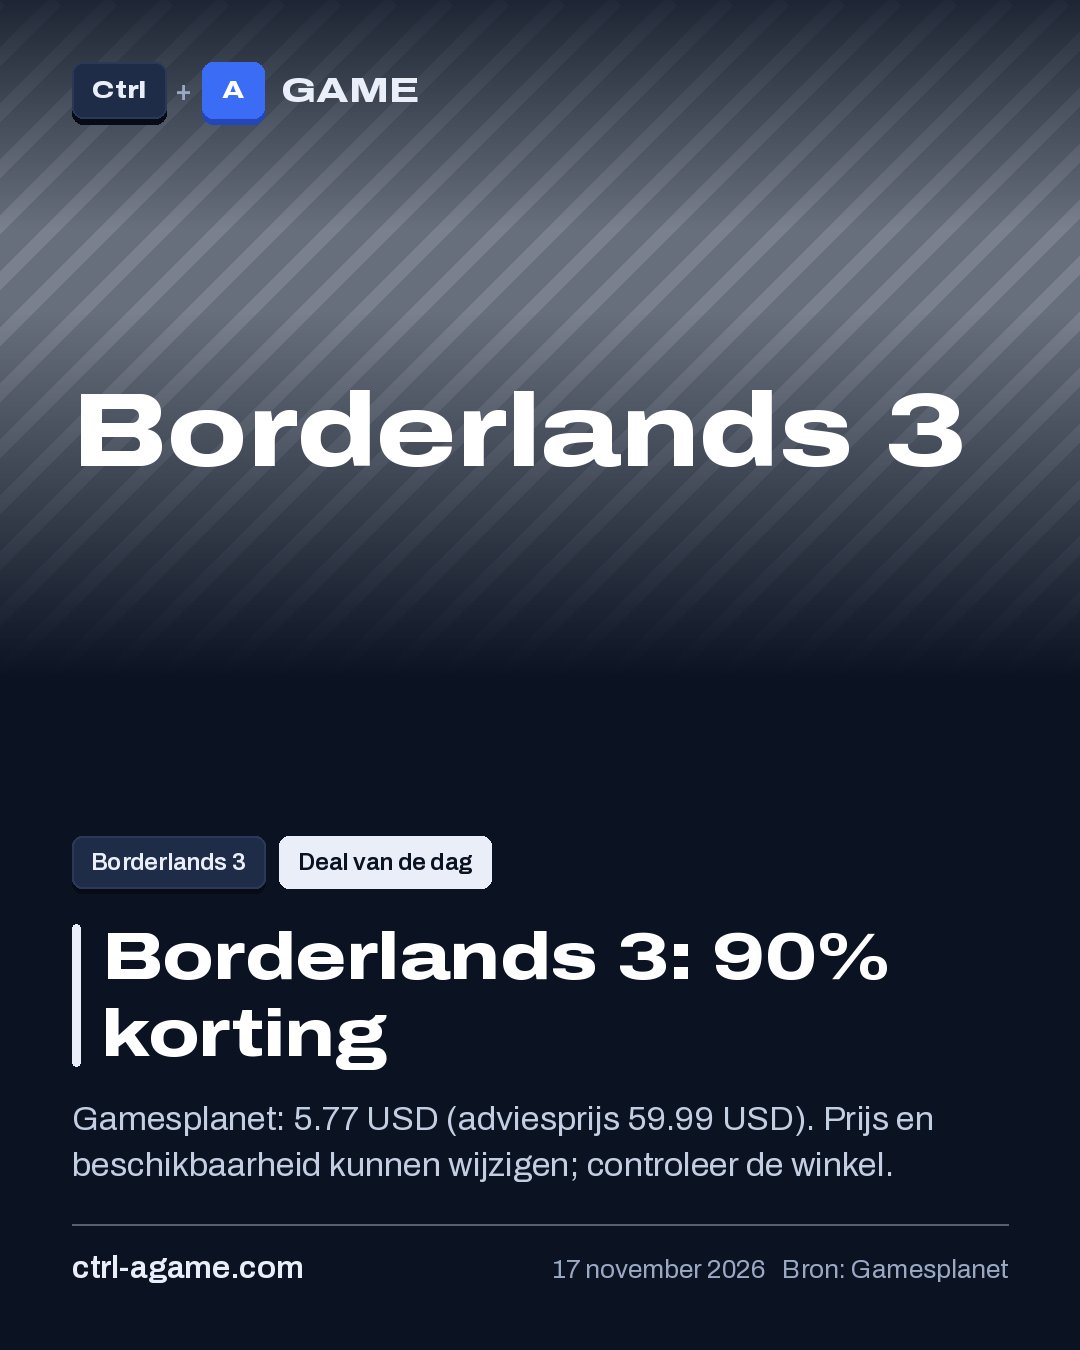 Ctrl + A GAME
Borderlands 3
Borderlands 3 Deal van de dag
Borderlands 3: 90%
korting
Gamesplanet: 5.77 USD (adviesprijs 59.99 USD). Prijs en
beschikbaarheid kunnen wijzigen; controleer de winkel.
ctrl-agame.com 17 november 2026 Bron: Gamesplanet